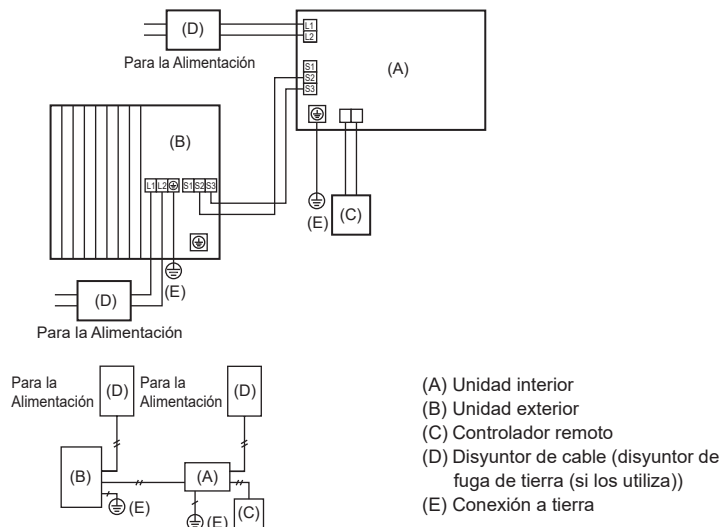 (D)
Para la Alimentación
L1
L2
S1
S2
S3
(A)
(B)
L1 L2 S1 S2 S3
(E)
(C)
(E)
(D)
Para la Alimentación
Para la
Alimentación
(D)
Para la
Alimentación
(D)
(B)
(A)
(E)
(E)
(C)
(A) Unidad interior
(B) Unidad exterior
(C) Controlador remoto
(D) Disyuntor de cable (disyuntor de
fuga de tierra (si los utiliza))
(E) Conexión a tierra